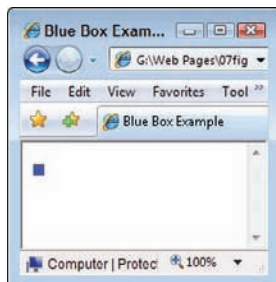 Blue Box Exam...
G:\Web Pages\07fig
File Edit View Favorites Tool »
Blue Box Example
Computer | Protec 100%